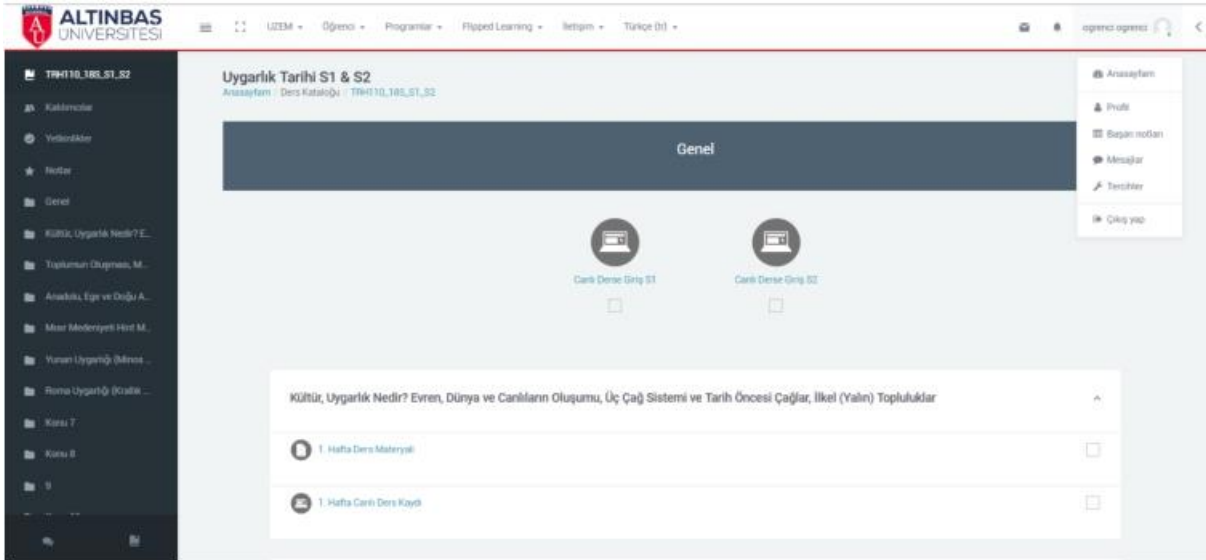 ALTINBAS
ÜNİVERSİTESİ
UZEM
Öğrenci
Programlar
Flipped Learning
İletişim
Türkçe (tr)
ogrenci ogrenci
TRH110_18S_S1_S2
Katılımcılar
Yetkinlikler
Notlar
Genel
Kültür, Uygarlık Nedir? E...
Toplumun Oluşması, M...
Anadolu, Ege ve Doğu A...
Mısır Medeniyeti Hint M...
Yunan Uygarlığı (Minos ...
Roma Uygarlığı (Krallık ...
Konu 7
Konu 8
9
Uygarlık Tarihi S1 & S2
Anasayfam / Ders Kataloğu / TRH110_18S_S1_S2
Genel
Canlı Derse Giriş S1
Canlı Derse Giriş S2
Kültür, Uygarlık Nedir? Evren, Dünya ve Canlıların Oluşumu, Üç Çağ Sistemi ve Tarih Öncesi Çağlar, İlkel (Yalın) Topluluklar
1. Hafta Ders Materyali
1. Hafta Canlı Ders Kaydı
Anasayfam
Profil
Başarı notları
Mesajlar
Tercihler
Çıkış yap